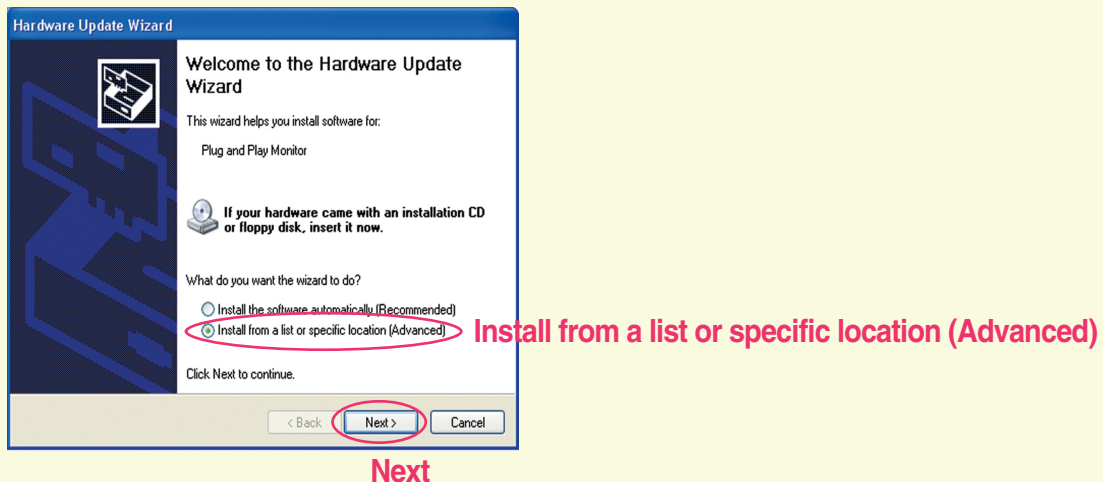 Hardware Update Wizard
Welcome to the Hardware Update
Wizard
This wizard helps you install software for:
Plug and Play Monitor
If your hardware came with an installation CD
or floppy disk, insert it now.
What do you want the wizard to do?
Install the software automatically (Recommended)
Install from a list or specific location (Advanced)
Install from a list or specific location (Advanced)
Click Next to continue.
< Back
Next >
Cancel
Next